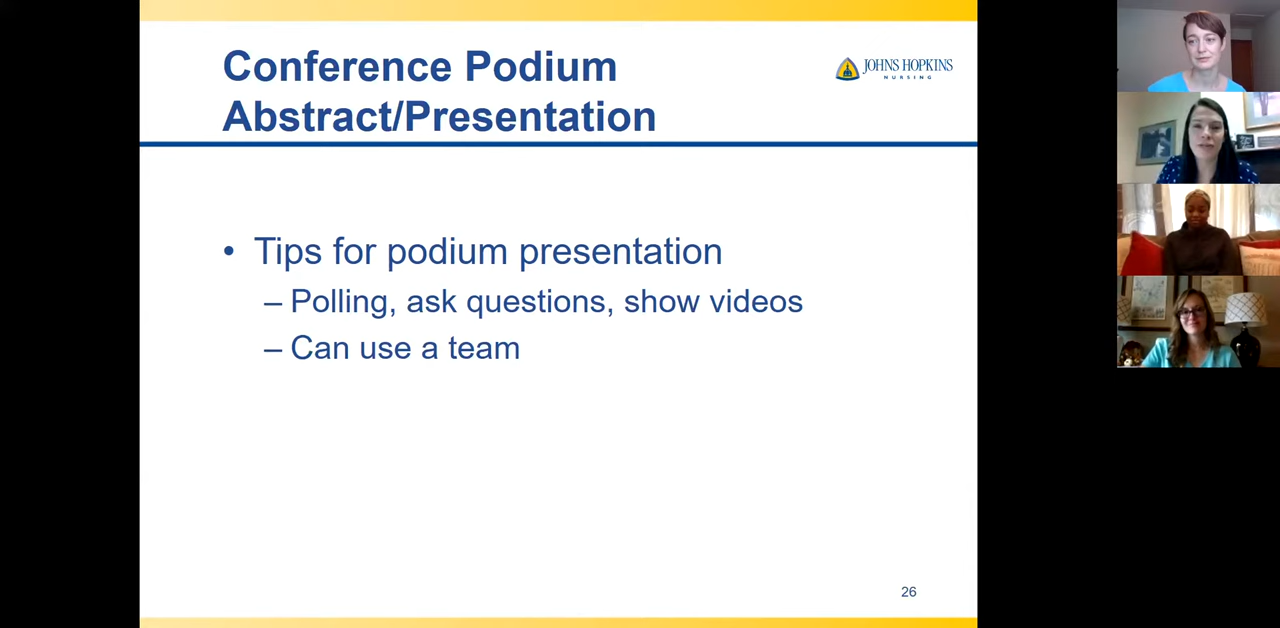 Conference Podium
Abstract/Presentation
JOHNS HOPKINS
NURSING
• Tips for podium presentation
– Polling, ask questions, show videos
– Can use a team
26